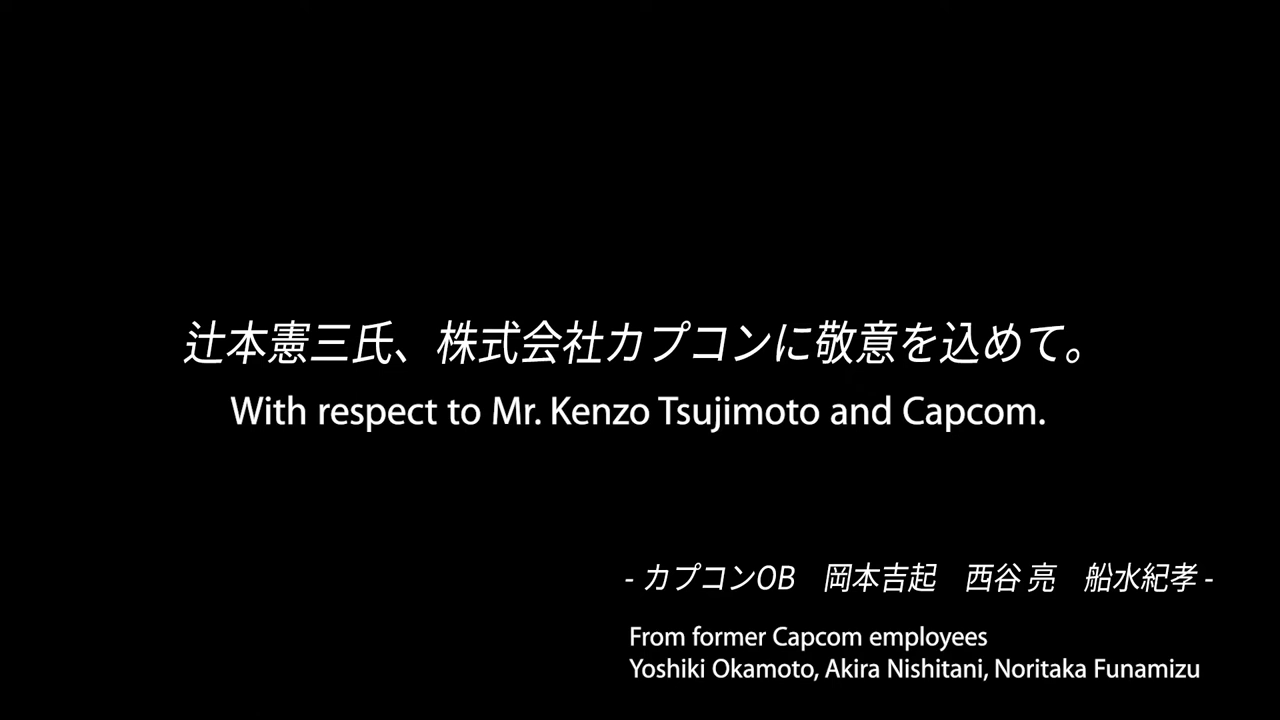 辻本憲三氏、株式会社カプコンに敬意を込めて。
With respect to Mr. Kenzo Tsujimoto and Capcom.
- カプコンOB　岡本吉起　西谷 亮　船水紀孝 -
From former Capcom employees
Yoshiki Okamoto, Akira Nishitani, Noritaka Funamizu